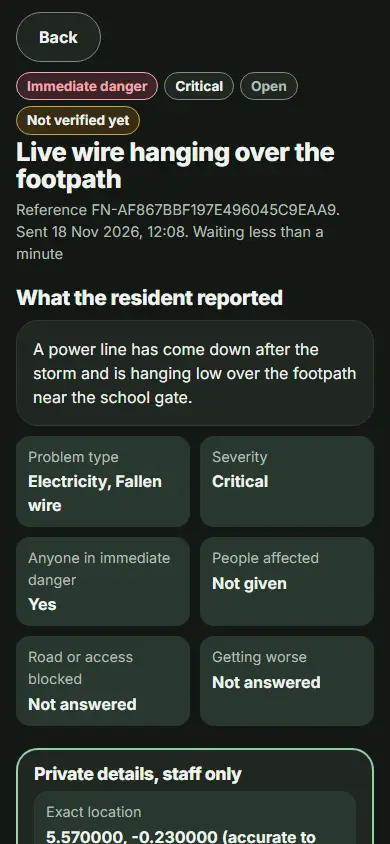 Back
Immediate danger
Critical
Open
Not verified yet
Live wire hanging over the
footpath
Reference FN-AF867BBF197E496045C9EAA9.
Sent 18 Nov 2026, 12:08. Waiting less than a
minute
What the resident reported
A power line has come down after the
storm and is hanging low over the footpath
near the school gate.
Problem type
Electricity, Fallen
wire
Severity
Critical
Anyone in immediate
danger
Yes
People affected
Not given
Road or access
blocked
Not answered
Getting worse
Not answered
Private details, staff only
Exact location
5.570000, -0.230000 (accurate to